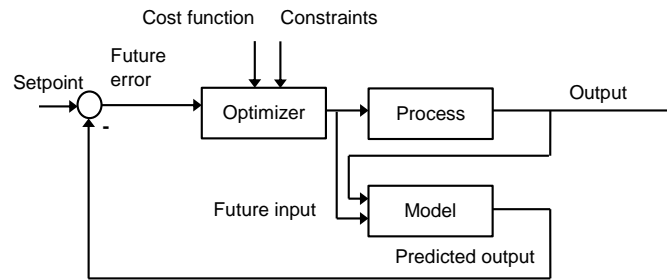 Cost function
Constraints
Future
error
Setpoint
Optimizer
Process
Output
-
Future input
Model
Predicted output